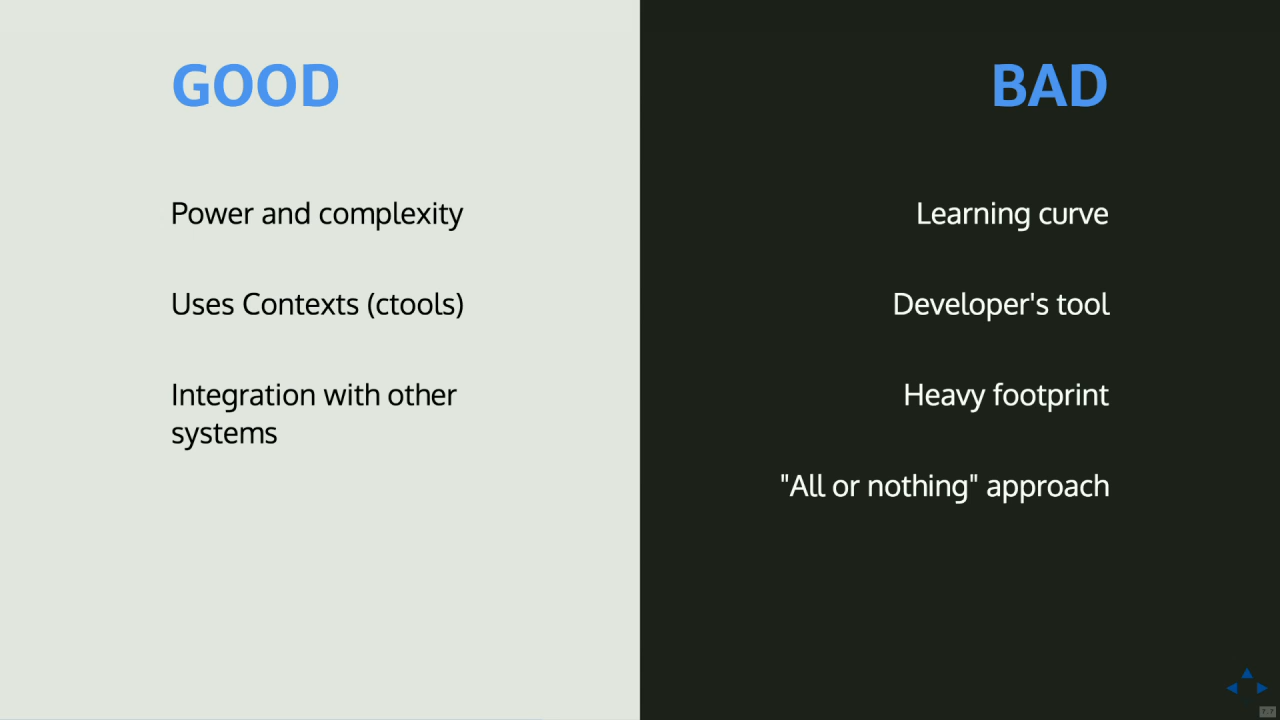 GOOD
Power and complexity
Uses Contexts (ctools)
Integration with other
systems
BAD
Learning curve
Developer's tool
Heavy footprint
"All or nothing" approach